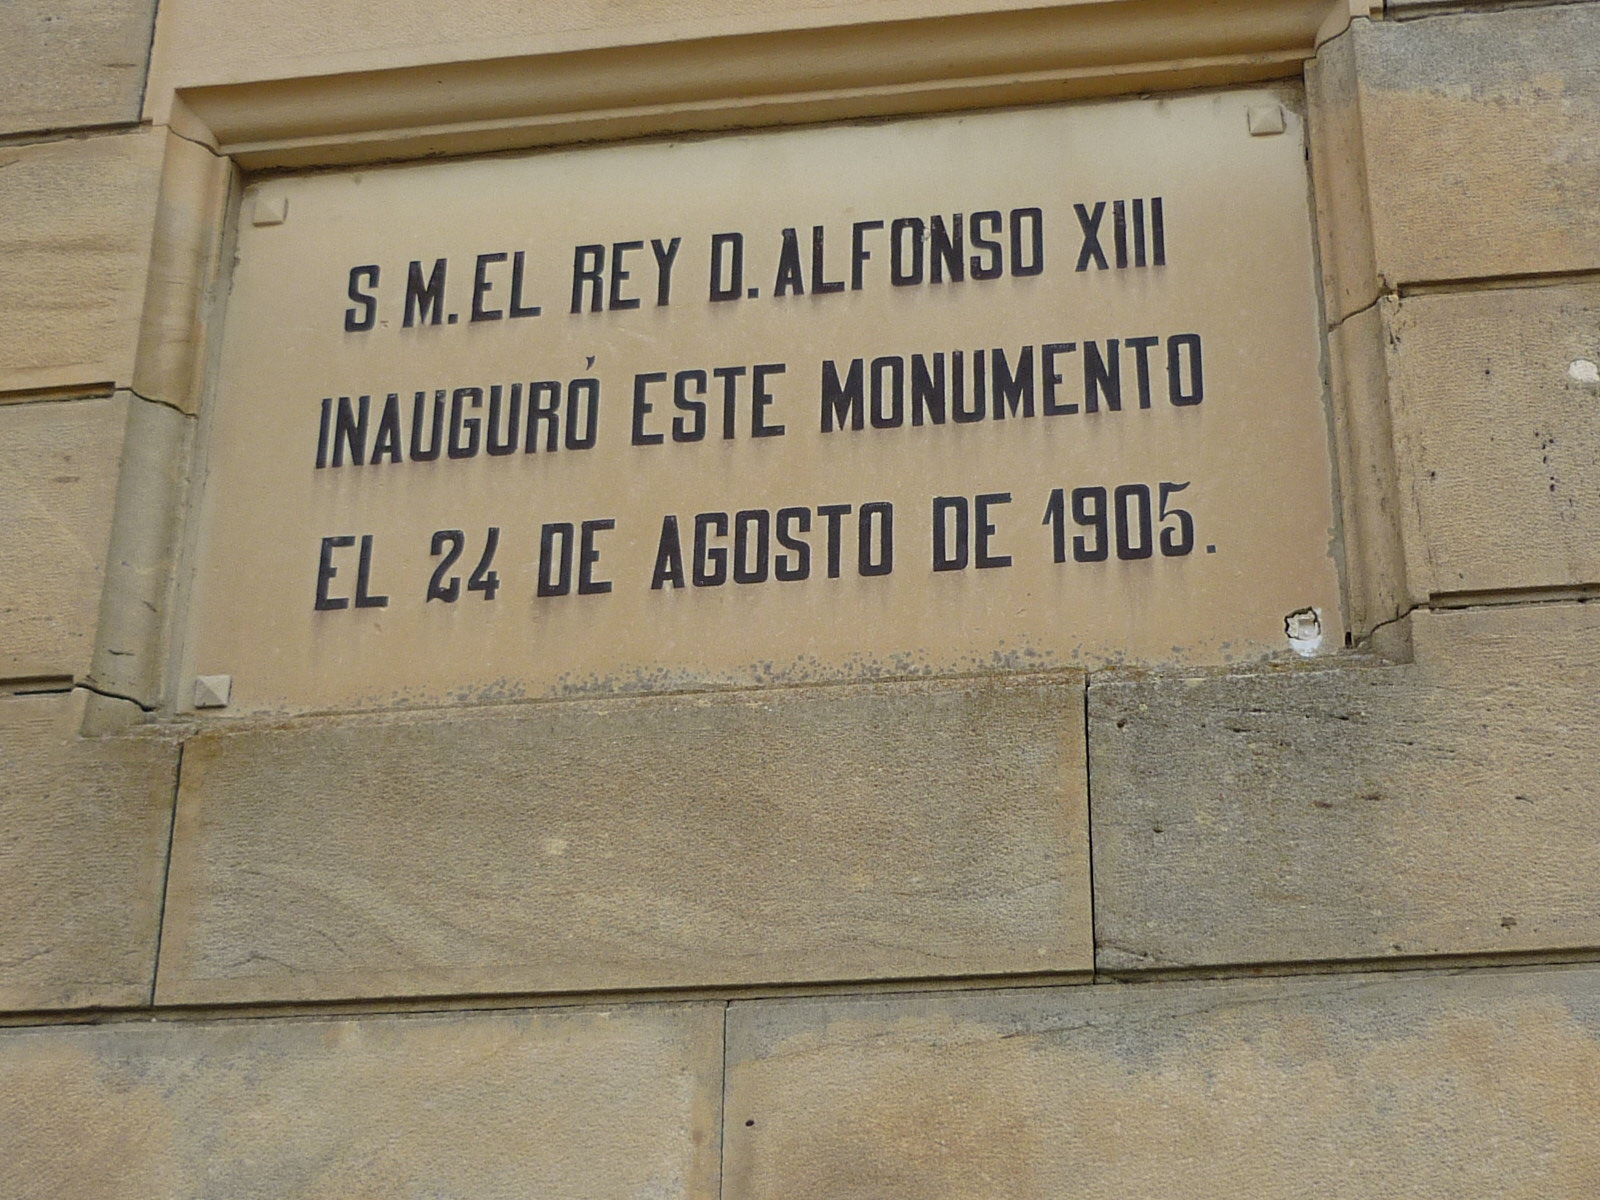 S M. EL REY D. ALFONSO XIII
INAUGURÓ ESTE MONUMENTO
EL 24 DE AGOSTO DE 1905.